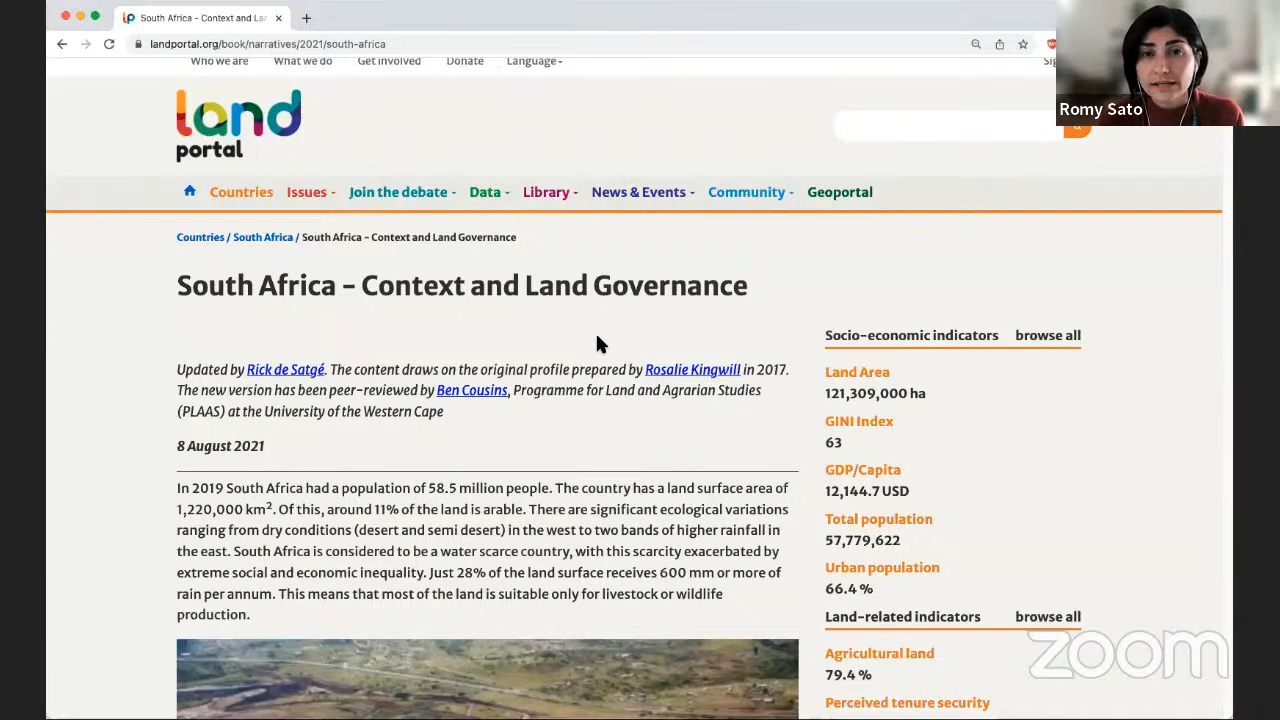 South Africa - Context and Lan
landportal.org/book/narratives/2021/south-africa
Who we are What we do Get involved Donate Language
land
portal
Romy Sato
Countries Issues Join the debate Data Library News & Events Community Geoportal
Countries / South Africa / South Africa - Context and Land Governance
South Africa - Context and Land Governance
Updated by Rick de Satgé. The content draws on the original profile prepared by Rosalie Kingwill in 2017.
The new version has been peer-reviewed by Ben Cousins, Programme for Land and Agrarian Studies
(PLAAS) at the University of the Western Cape
8 August 2021
In 2019 South Africa had a population of 58.5 million people. The country has a land surface area of
1,220,000 km². Of this, around 11% of the land is arable. There are significant ecological variations
ranging from dry conditions (desert and semi desert) in the west to two bands of higher rainfall in
the east. South Africa is considered to be a water scarce country, with this scarcity exacerbated by
extreme social and economic inequality. Just 28% of the land surface receives 600 mm or more of
rain per annum. This means that most of the land is suitable only for livestock or wildlife
production.
Socio-economic indicators browse all
Land Area
121,309,000 ha
GINI Index
63
GDP/Capita
12,144.7 USD
Total population
57,779,622
Urban population
66.4 %
Land-related indicators browse all
Agricultural land
79.4 %
Perceived tenure security
zoom